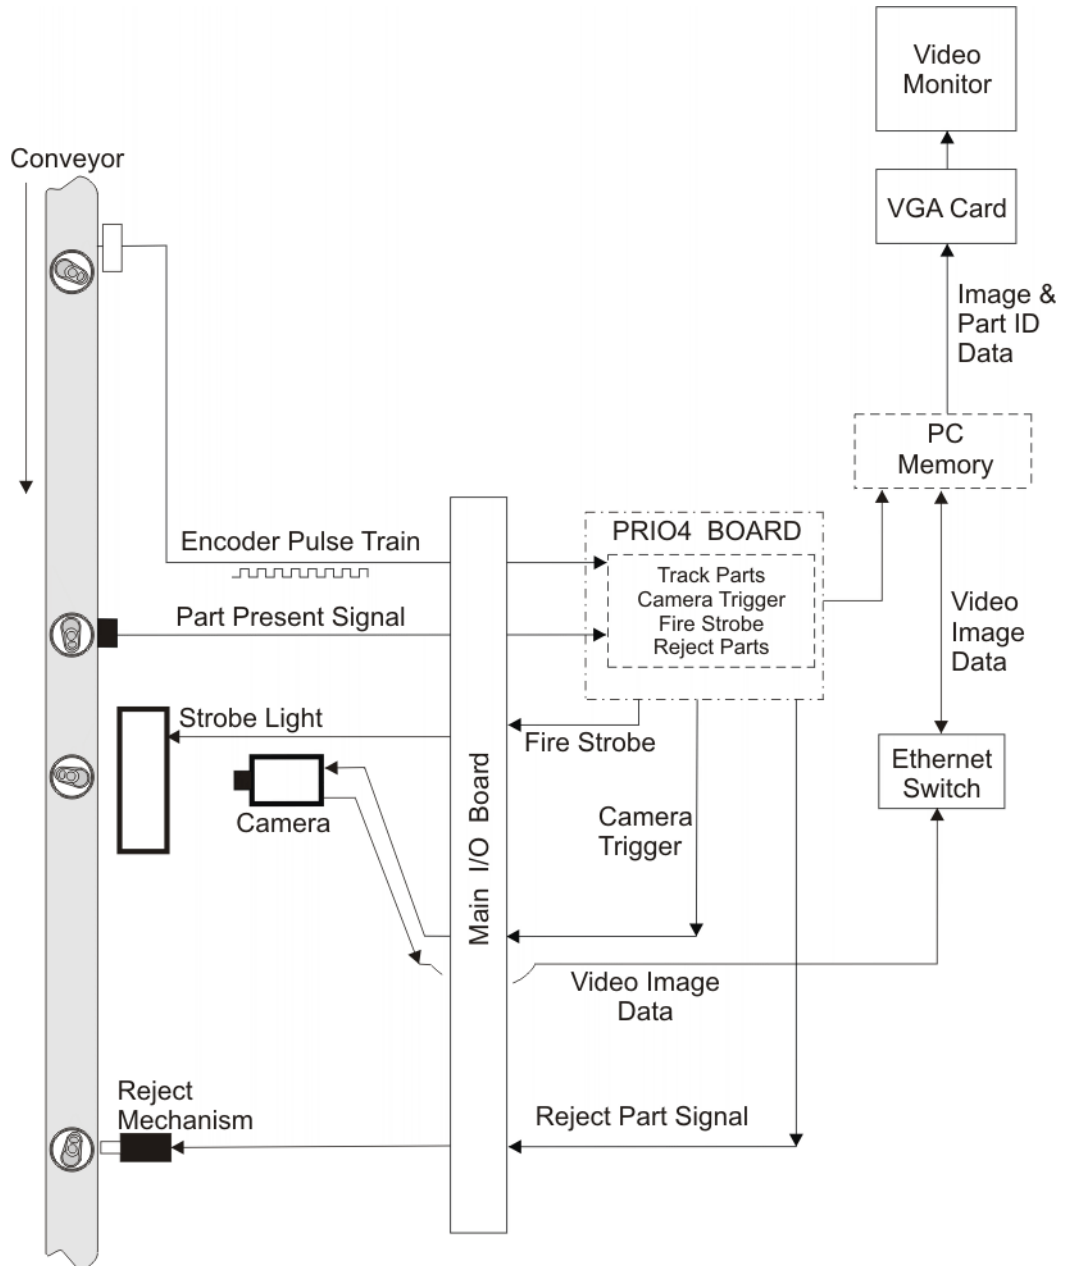 Video
Monitor
Conveyor
VGA Card
Image &
Part ID
Data
PC
Memory
Encoder Pulse Train
PRIO4 BOARD
Track Parts
Camera Trigger
Fire Strobe
Reject Parts
Part Present Signal
Video
Image
Data
Strobe Light
Fire Strobe
Ethernet
Switch
Camera
Camera
Trigger
Main I/O Board
Video Image
Data
Reject
Mechanism
Reject Part Signal